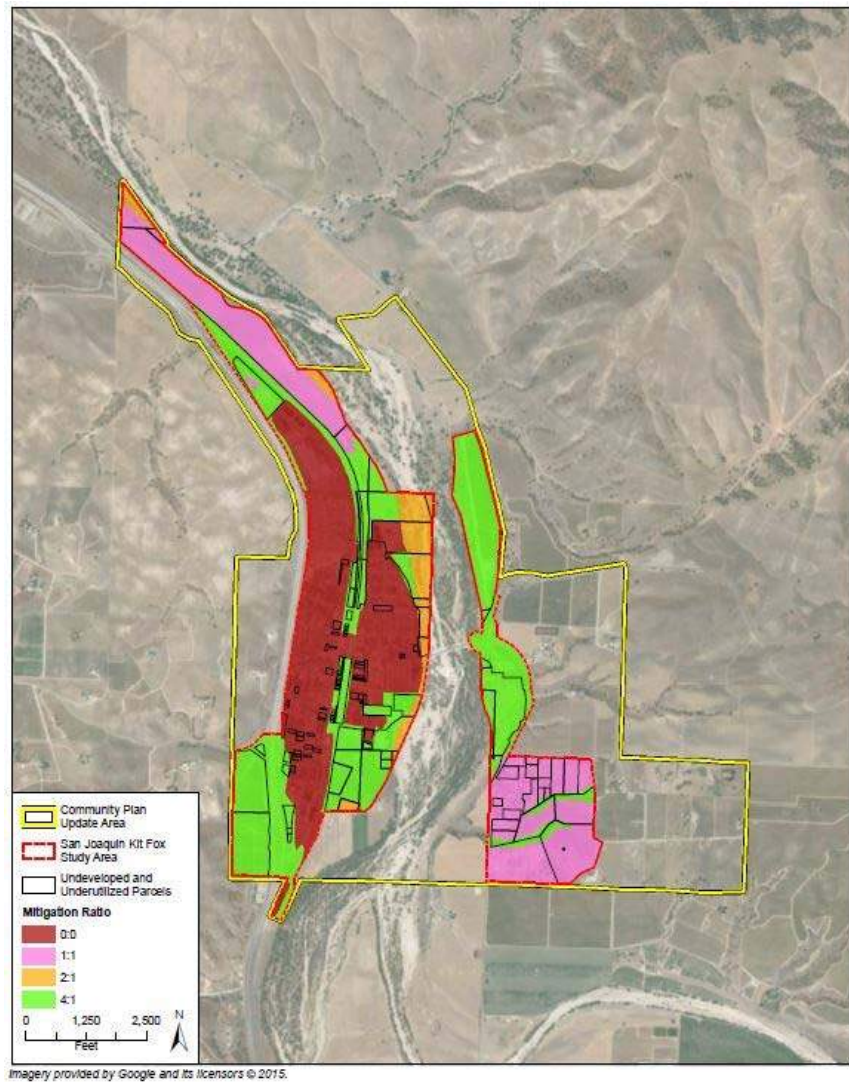 Community Plan
Update Area
San Joaquin Kit Fox
Study Area
Undeveloped and
Underutilized Parcels
Mitigation Ratio
0:0
1:1
2:1
4:1
0 1,250 2,500
Feet
N
Imagery provided by Google and its licensors © 2015.